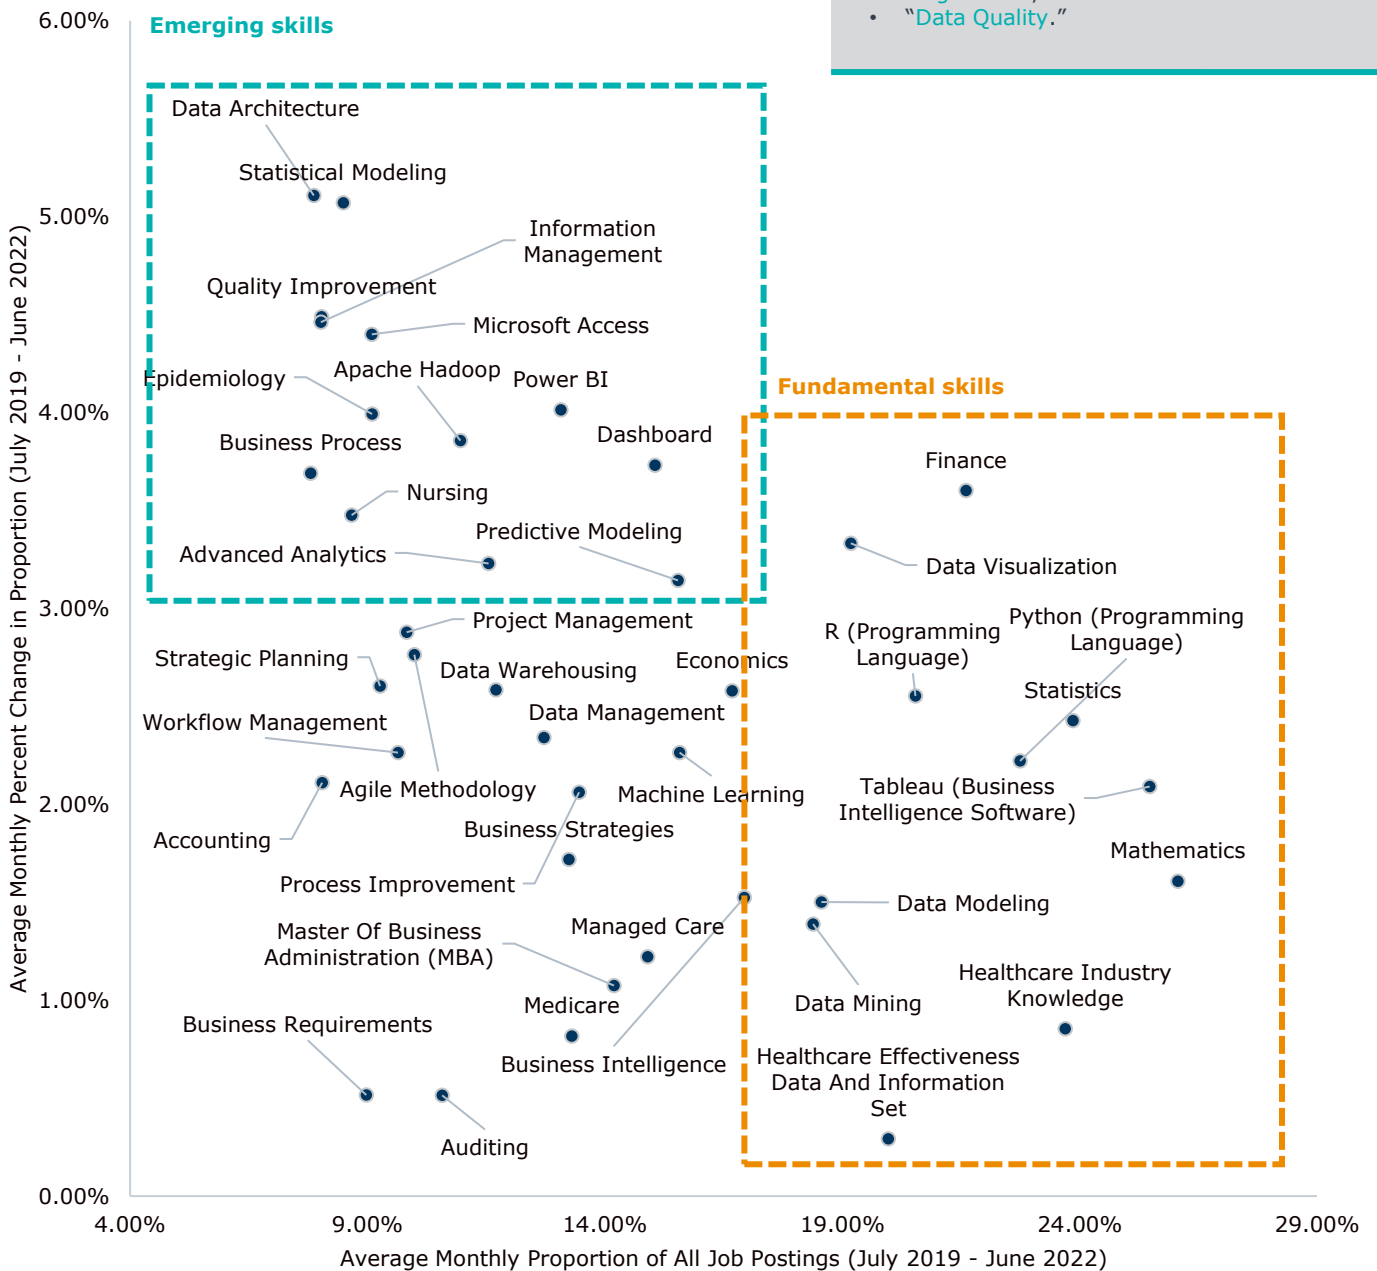 • “Data Quality.”
6.00%
Emerging skills
Data Architecture
Statistical Modeling
5.00%
Information
Management
Quality Improvement
Microsoft Access
Apache Hadoop
Power BI
Epidemiology
Fundamental skills
4.00%
Business Process
Dashboard
Finance
Nursing
Predictive Modeling
Advanced Analytics
Data Visualization
3.00%
Project Management
Python (Programming
Language)
R (Programming
Language)
Strategic Planning
Data Warehousing
Economics
Statistics
Workflow Management
Data Management
Agile Methodology
Machine Learning
Tableau (Business
Intelligence Software)
2.00%
Accounting
Business Strategies
Mathematics
Process Improvement
Data Modeling
Master Of Business
Administration (MBA)
Managed Care
Healthcare Industry
Knowledge
1.00%
Medicare
Data Mining
Business Requirements
Business Intelligence
Healthcare Effectiveness
Data And Information
Set
Auditing
0.00%
4.00% 9.00% 14.00% 19.00% 24.00% 29.00%
Average Monthly Proportion of All Job Postings (July 2019 - June 2022)
Average Monthly Percent Change in Proportion (July 2019 - June 2022)